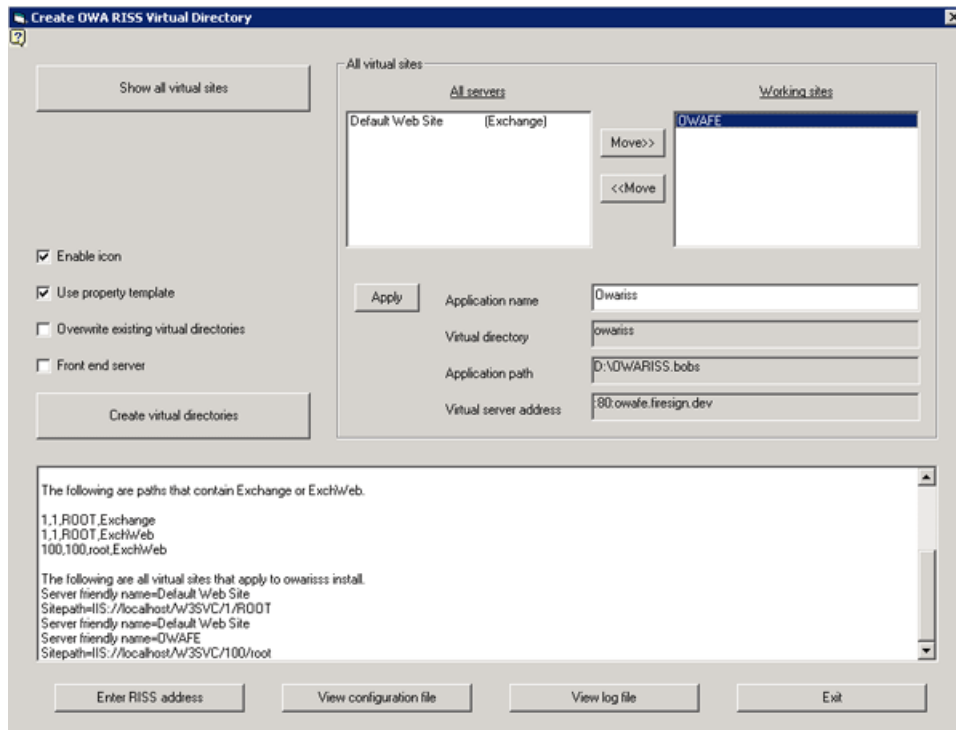 Create OWA RISS Virtual Directory
Show all virtual sites
All virtual sites
All servers
Working sites
Default Web Site (Exchange)
OWAFE
Move>>
<<Move
Enable icon
Use property template
Overwrite existing virtual directories
Front end server
Create virtual directories
Apply
Application name
Owariss
Virtual directory
owariss
Application path
D:\OWARISS.bobs
Virtual server address
:80:owafe.firesign.dev
The following are paths that contain Exchange or ExchWeb.
1,1,ROOT,Exchange
1,1,ROOT,ExchWeb
100,100,root,ExchWeb
The following are all virtual sites that apply to owarisss install.
Server friendly name=Default Web Site
Sitepath=IIS://localhost/W3SVC/1/ROOT
Server friendly name=Default Web Site
Server friendly name=OWAFE
Sitepath=IIS://localhost/W3SVC/100/root
Enter RISS address
View configuration file
View log file
Exit